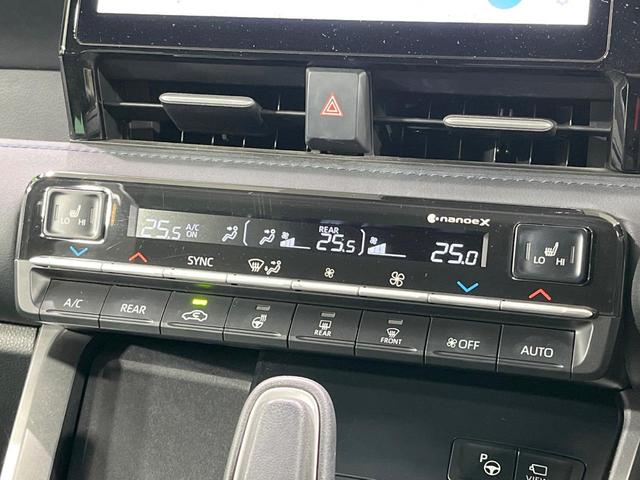 nanoeX
LO HI
25.5 A/C ON REAR 25.5 25.0
LO HI
SYNC
A/C REAR REAR FRONT OFF AUTO
P
VIEW